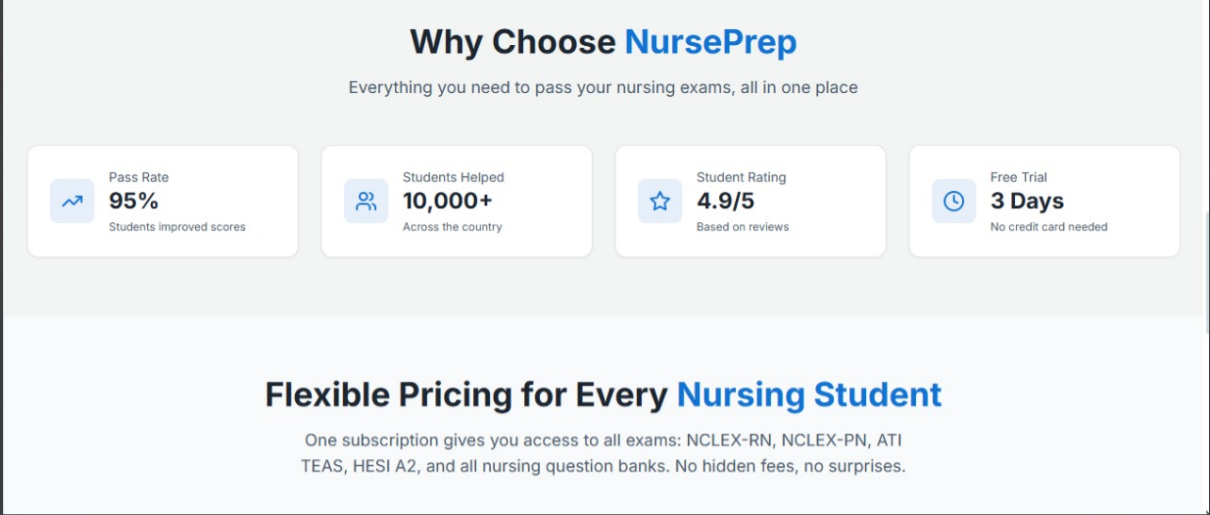 Why Choose NursePrep
Everything you need to pass your nursing exams, all in one place
Pass Rate
95%
Students improved scores
Students Helped
10,000+
Across the country
Student Rating
4.9/5
Based on reviews
Free Trial
3 Days
No credit card needed
Flexible Pricing for Every Nursing Student
One subscription gives you access to all exams: NCLEX-RN, NCLEX-PN, ATI
TEAS, HESI A2, and all nursing question banks. No hidden fees, no surprises.